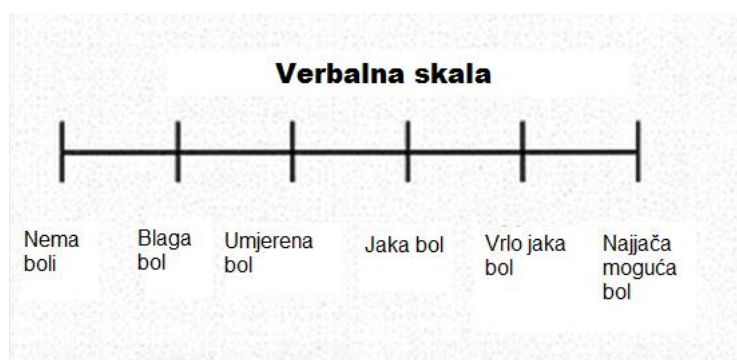 Verbalna skala
Nema
boli
Blaga
bol
Umjerena
bol
Jaka bol
Vrlo jaka
bol
Najjača
moguća
bol